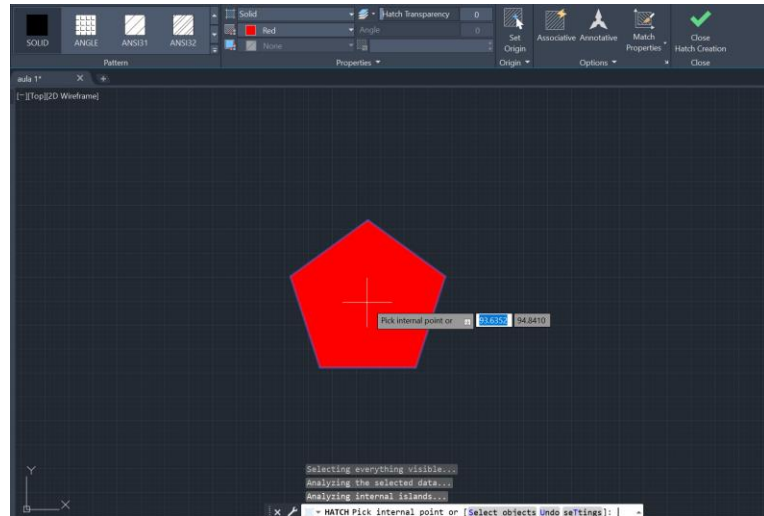 Solid
Hatch Transparency 0
Red
Angle 0
None
SOLID ANGLE ANSI31 ANSI32
Set Origin
Associative Annotative
Match Properties
Close Hatch Creation
Pattern Properties Origin Options Close
aula 1*
[−][Top][2D Wireframe]
Pick internal point or 93.6352 94.8410
Y
Selecting everything visible...
Analyzing the selected data...
Analyzing internal islands...
X
HATCH Pick internal point or [Select objects Undo seTtings]: